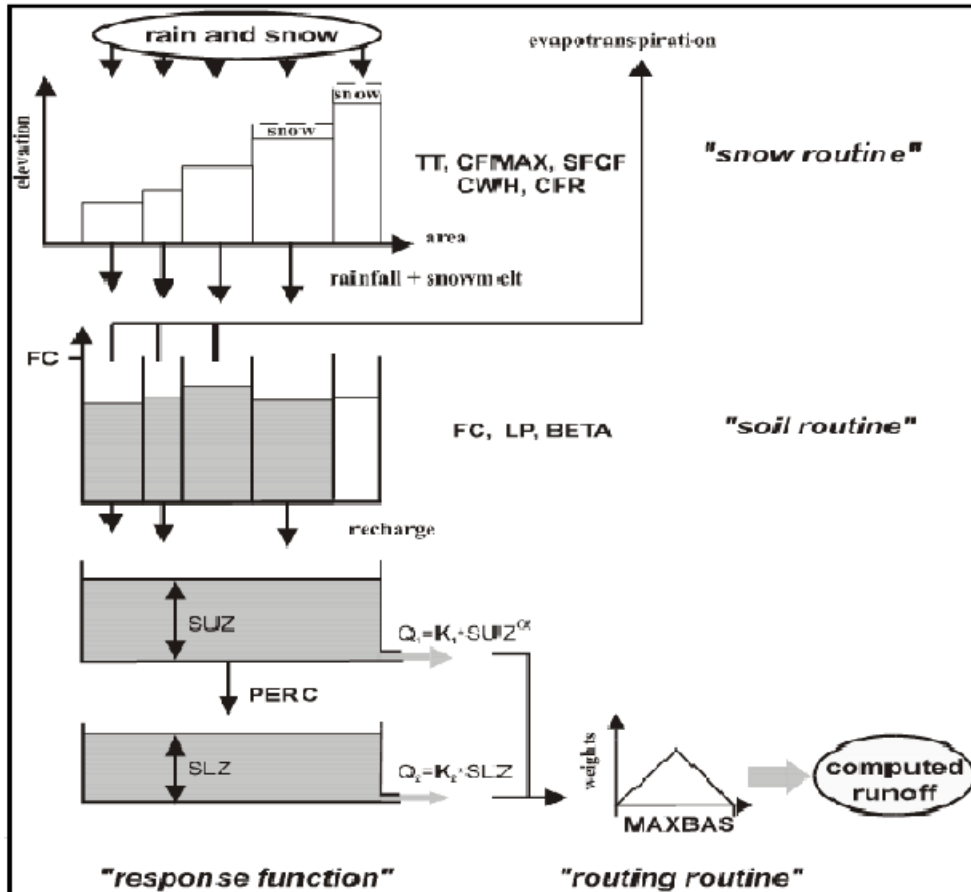 rain and snow
evapotranspiration
snow
snow
elevation
"snow routine"
TT, CFMAX, SFCF
CWH, CFR
area
rainfall + snowmelt
FC
FC, LP, BETA
"soil routine"
recharge
SUZ
Q₁=K₁*SUZ^α
PERC
SLZ
Q₂=K₂*SLZ
weights
MAXBAS
computed
runoff
"response function"
"routing routine"